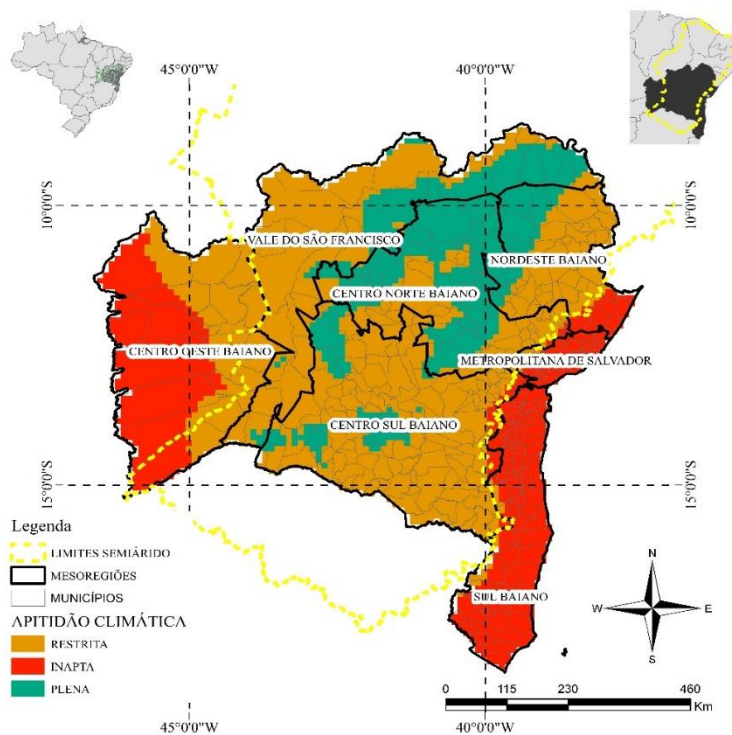 45°0'0"W
40°0'0"W
10°0'0"S
10°0'0"S
VALE DO SÃO FRANCISCO
NORDESTE BAIANO
CENTRO NORTE BAIANO
CENTRO OESTE BAIANO
METROPOLITANA DE SALVADOR
CENTRO SUL BAIANO
15°0'0"S
15°0'0"S
Legenda
LIMITES SEMIÁRIDO
MESOREGIÕES
MUNICÍPIOS
APITIDÃO CLIMÁTICA
RESTRITA
INAPTA
PLENA
SUL BAIANO
N
W
E
S
0 115 230 460
Km
45°0'0"W
40°0'0"W